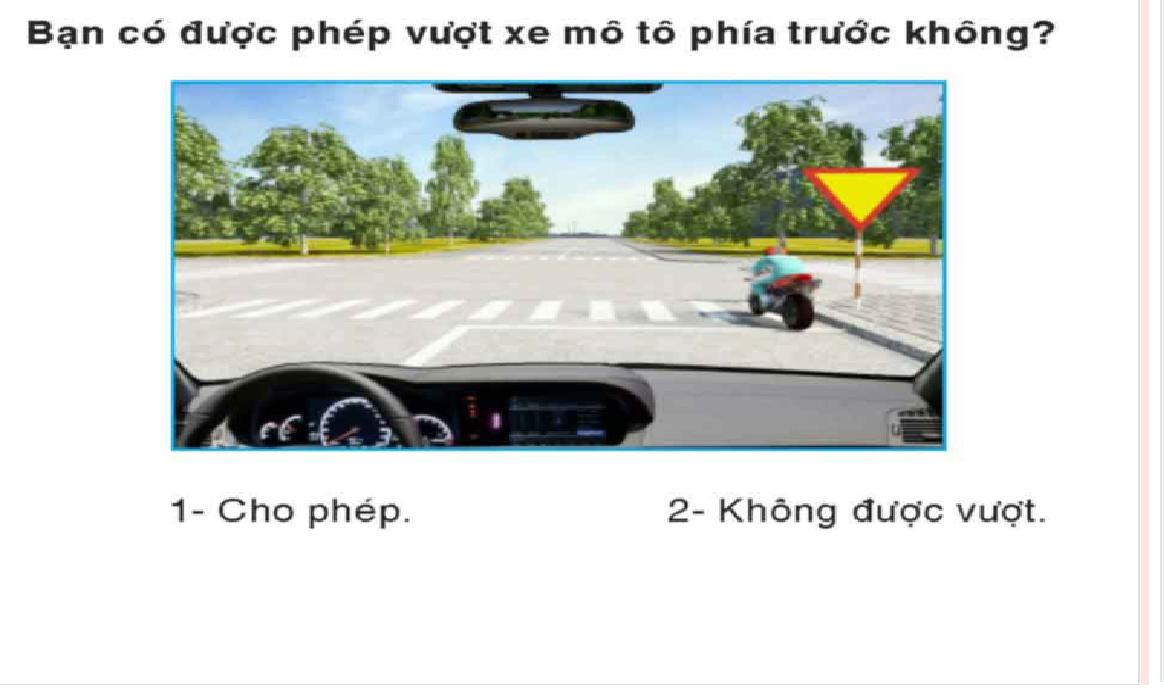 Bạn có được phép vượt xe mô tô phía trước không?
1- Cho phép.
2- Không được vượt.